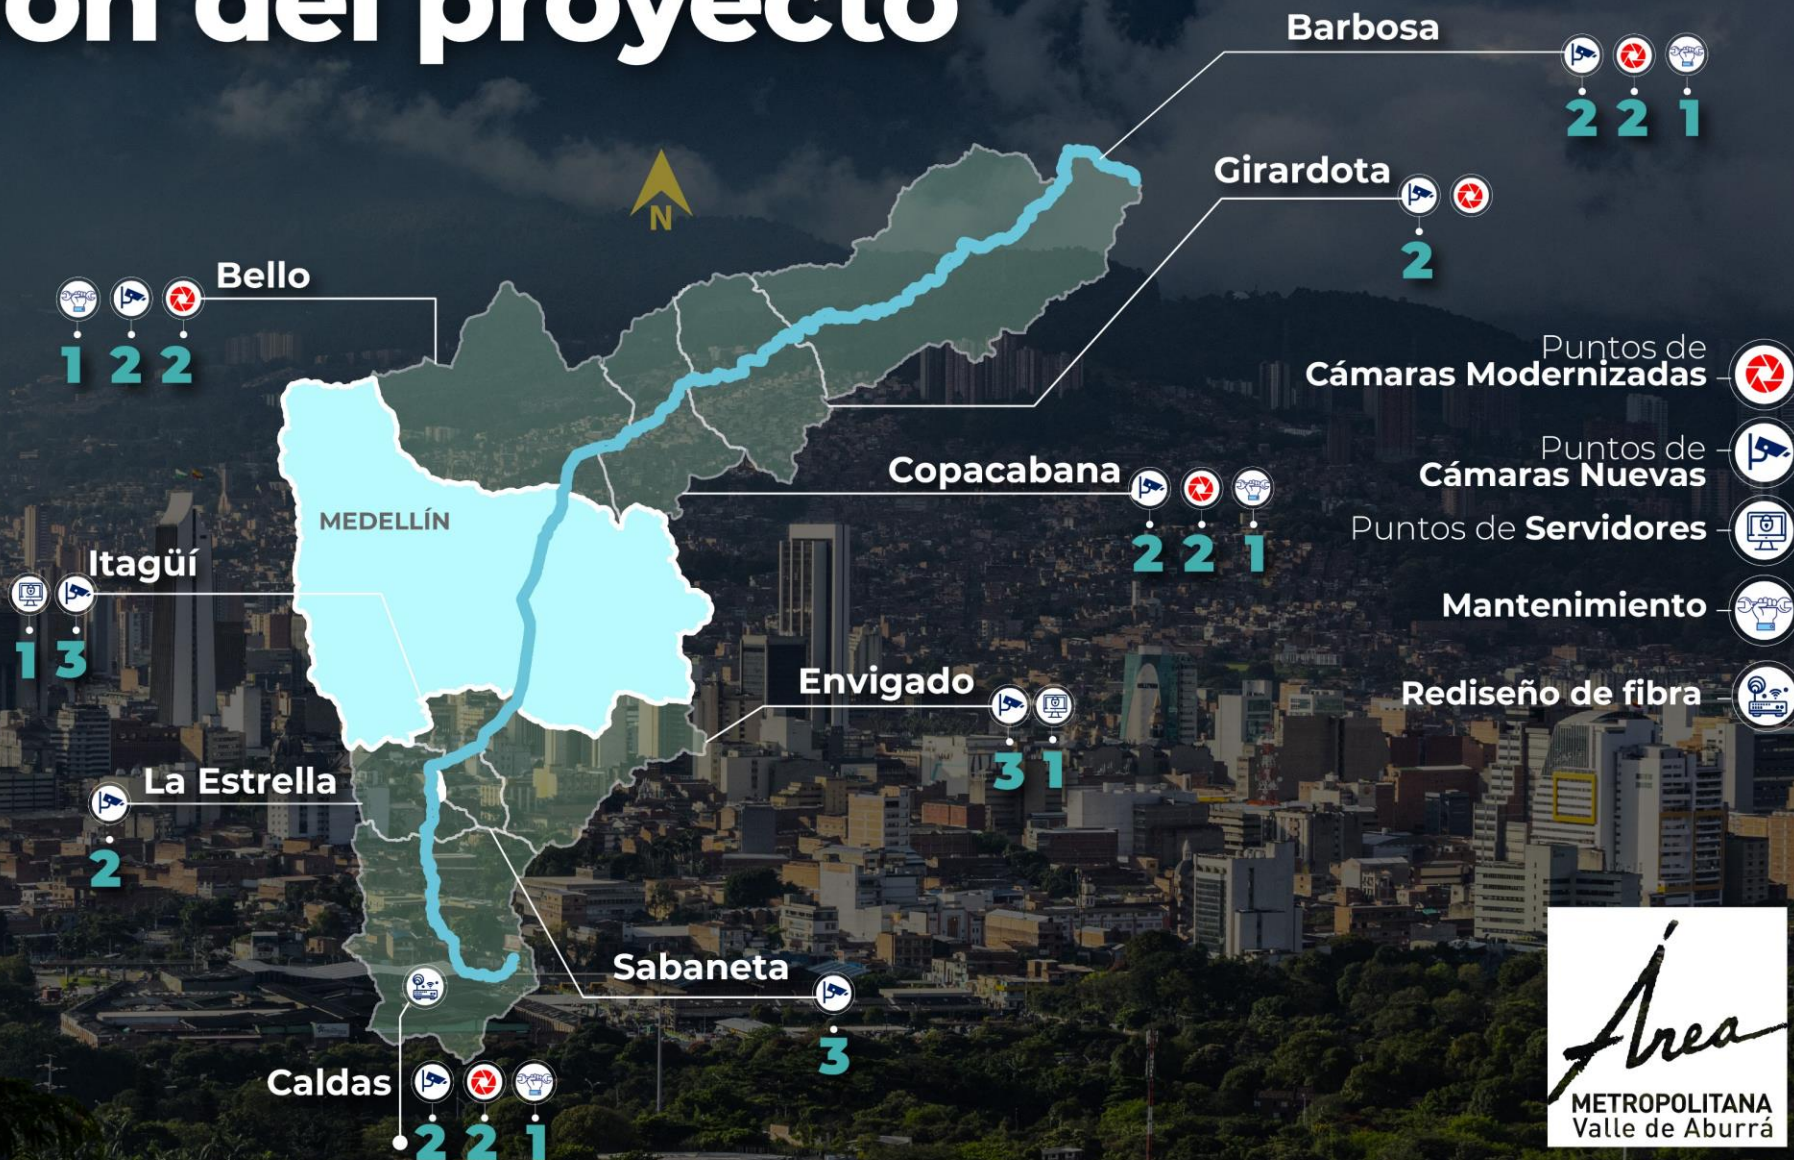 ón del proyecto
Barbosa
2 2 1
Girardota
2
N
Bello
1 2 2
Puntos de
Cámaras Modernizadas
Puntos de
Cámaras Nuevas
Copacabana
2 2 1
MEDELLÍN
Puntos de Servidores
Itagüí
1 3
Mantenimiento
Envigado
3 1
Rediseño de fibra
La Estrella
2
Sabaneta
3
Caldas
2 2 1
Área
METROPOLITANA
Valle de Aburrá